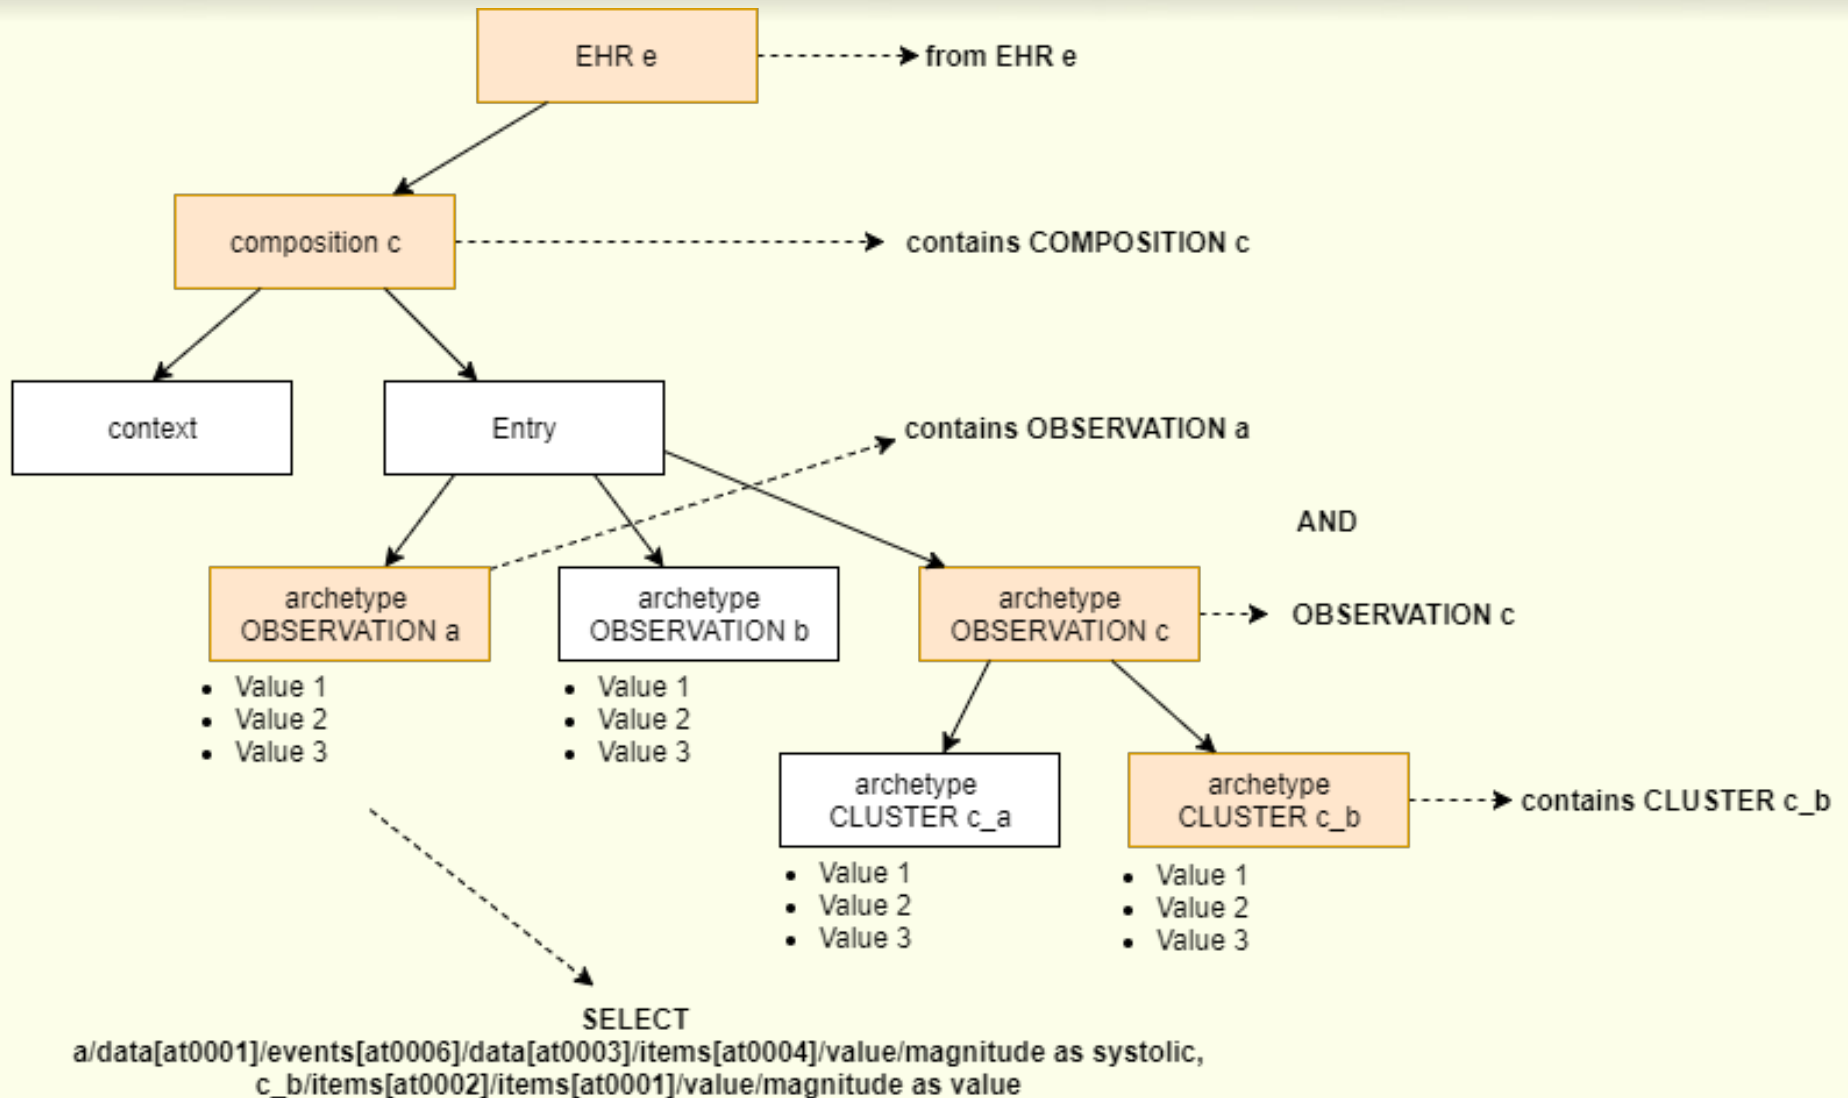 EHR e
from EHR e
composition c
contains COMPOSITION c
context
Entry
contains OBSERVATION a
AND
archetype
OBSERVATION a
archetype
OBSERVATION b
archetype
OBSERVATION c
OBSERVATION c
• Value 1
• Value 2
• Value 3
• Value 1
• Value 2
• Value 3
archetype
CLUSTER c_a
archetype
CLUSTER c_b
contains CLUSTER c_b
• Value 1
• Value 2
• Value 3
• Value 1
• Value 2
• Value 3
SELECT
a/data[at0001]/events[at0006]/data[at0003]/items[at0004]/value/magnitude as systolic,
c_b/items[at0002]/items[at0001]/value/magnitude as value